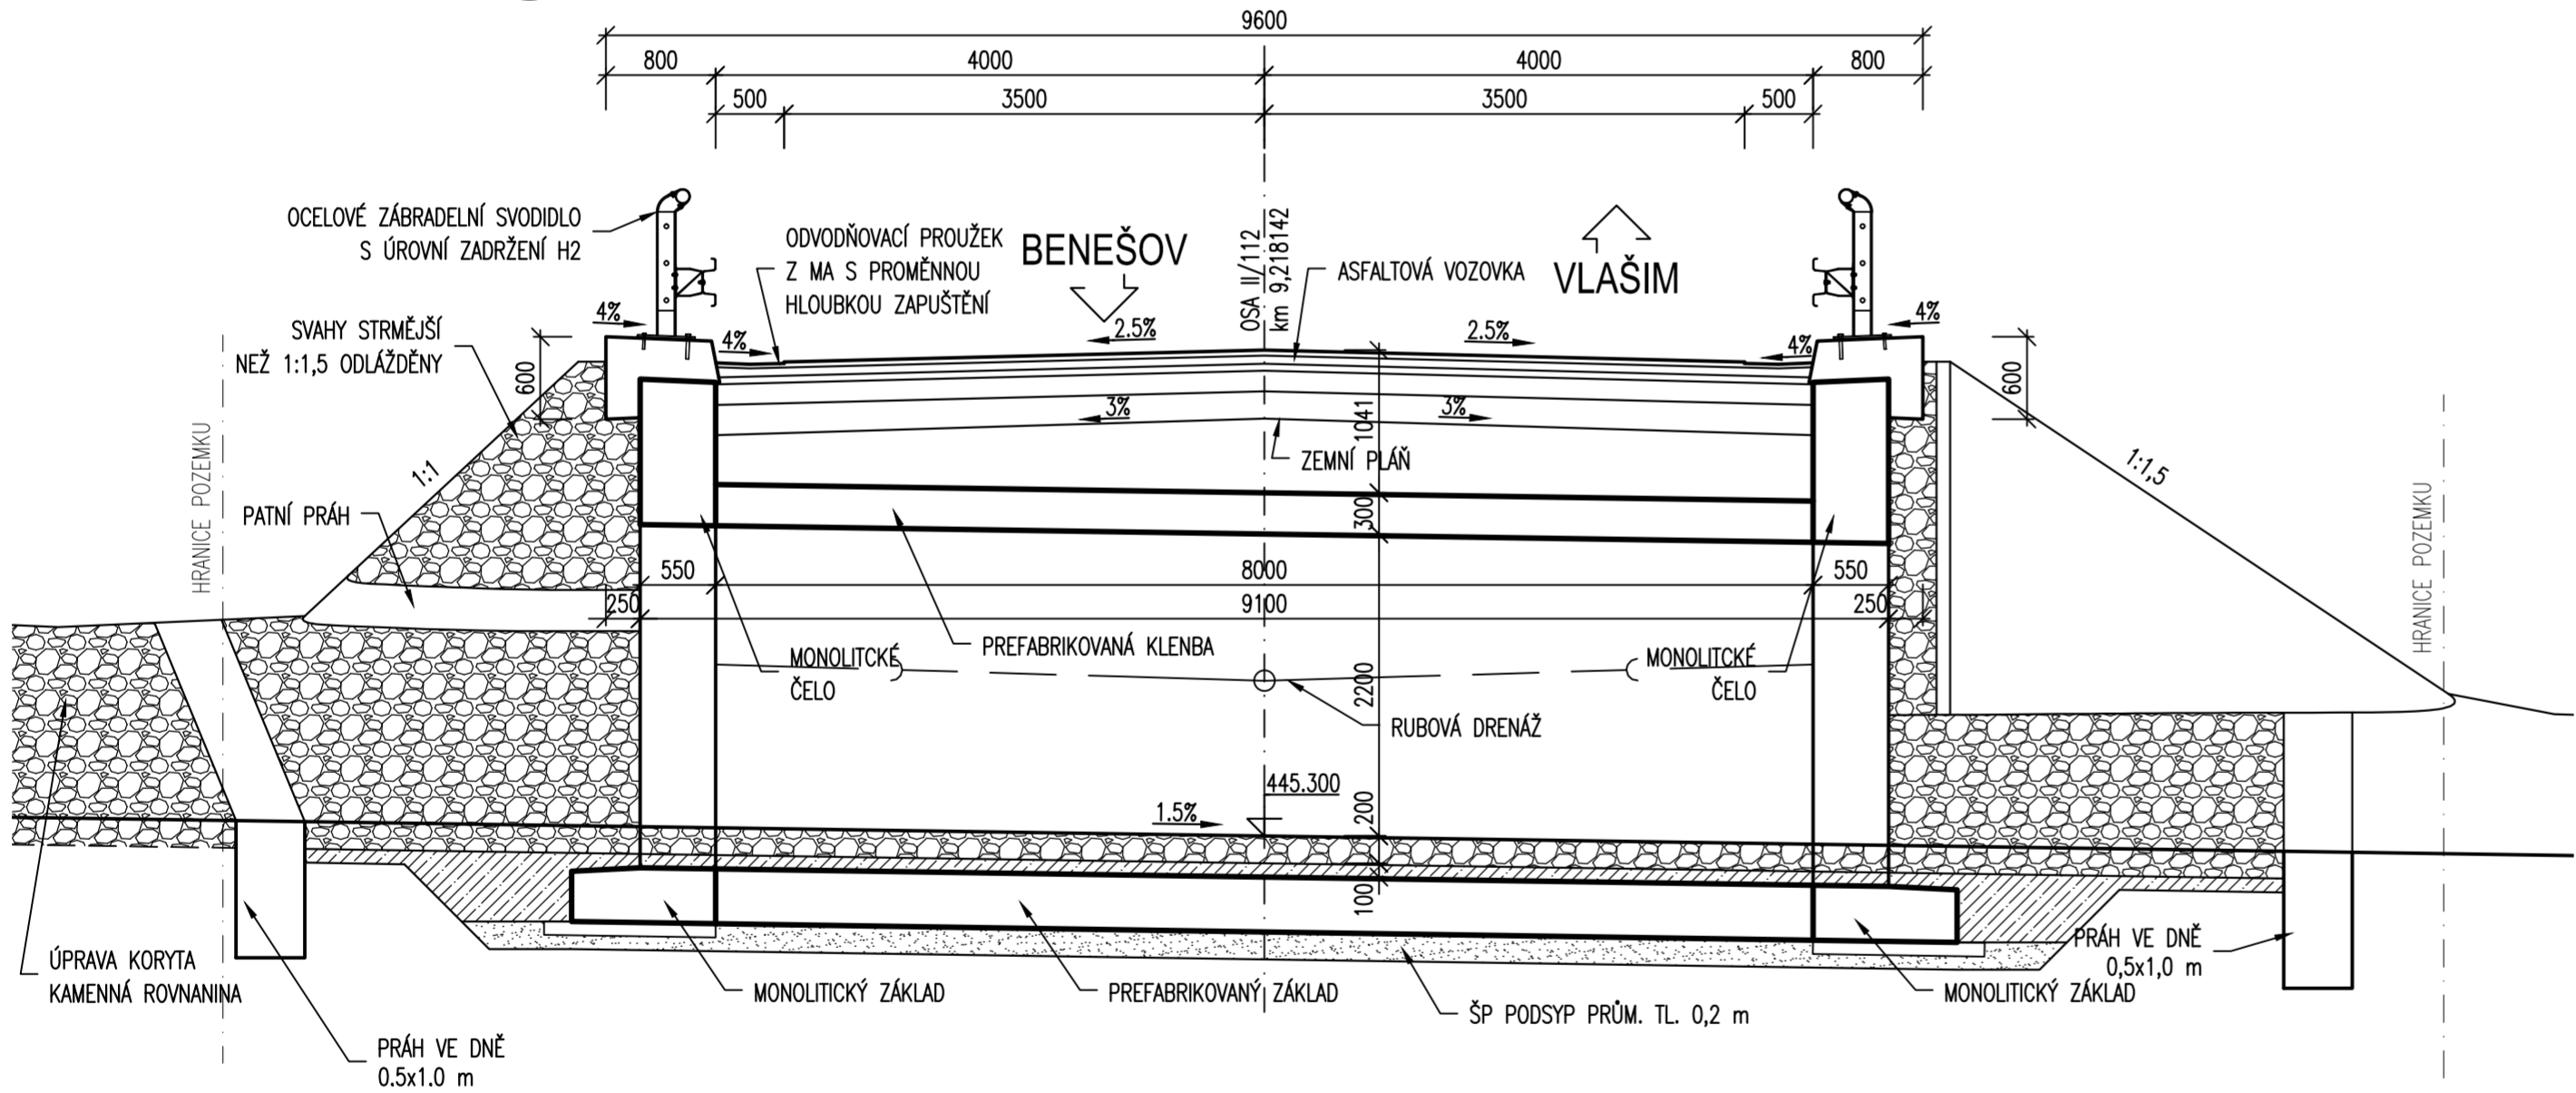 9600
800
4000
4000
800
500
3500
3500
500
OCELOVÉ ZÁBRADELNÍ SVODIDLO
S ÚROVNÍ ZADRŽENÍ H2
ODVODŇOVACÍ PROUŽEK
Z MA S PROMĚNNOU
HLOUBKOU ZAPUŠTĚNÍ
BENEŠOV
OSA II/112
km 9,218142
ASFALTOVÁ VOZOVKA
VLAŠIM
SVAHY STRMĚJŠÍ
NEŽ 1:1,5 ODLÁŽDĚNY
4%
4%
2.5%
2.5%
4%
4%
600
600
3%
3%
1041
ZEMNÍ PLÁŇ
1:1
1:1,5
HRANICE POZEMKU
HRANICE POZEMKU
PATNÍ PRÁH
300
550
8000
550
250
9100
250
PREFABRIKOVANÁ KLENBA
MONOLITCKÉ
ČELO
MONOLITCKÉ
ČELO
2200
RUBOVÁ DRENÁŽ
445.300
1.5%
200
100
ÚPRAVA KORYTA
KAMENNÁ ROVNANINA
MONOLITICKÝ ZÁKLAD
PREFABRIKOVANÝ ZÁKLAD
ŠP PODSYP PRŮM. TL. 0,2 m
MONOLITICKÝ ZÁKLAD
PRÁH VE DNĚ
0,5x1,0 m
PRÁH VE DNĚ
0,5x1,0 m